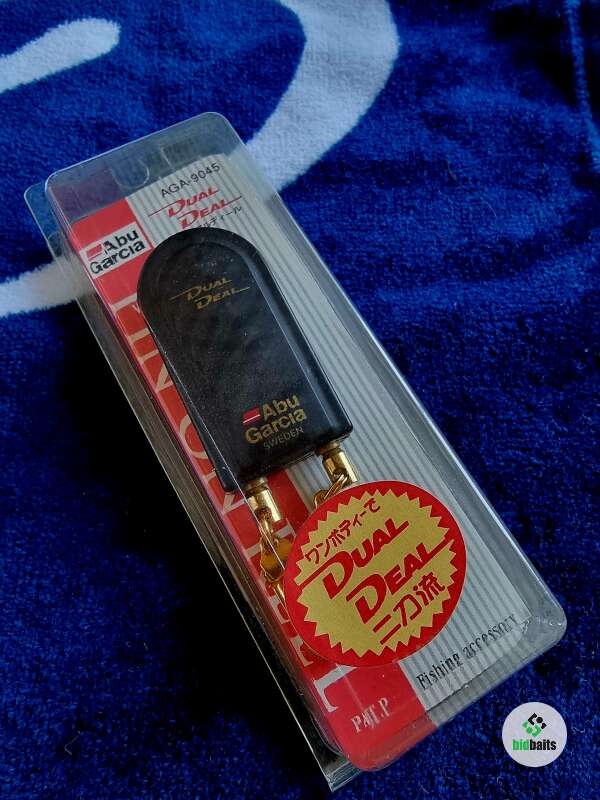 AGA-9045
DUAL
DEAL
Abu
Garcia
DUAL
DEAL
Abu
Garcia
SWEDEN
ワンボディーで
DUAL
DEAL
二刀流
PAT.P
Fishing accessory
bidbaits